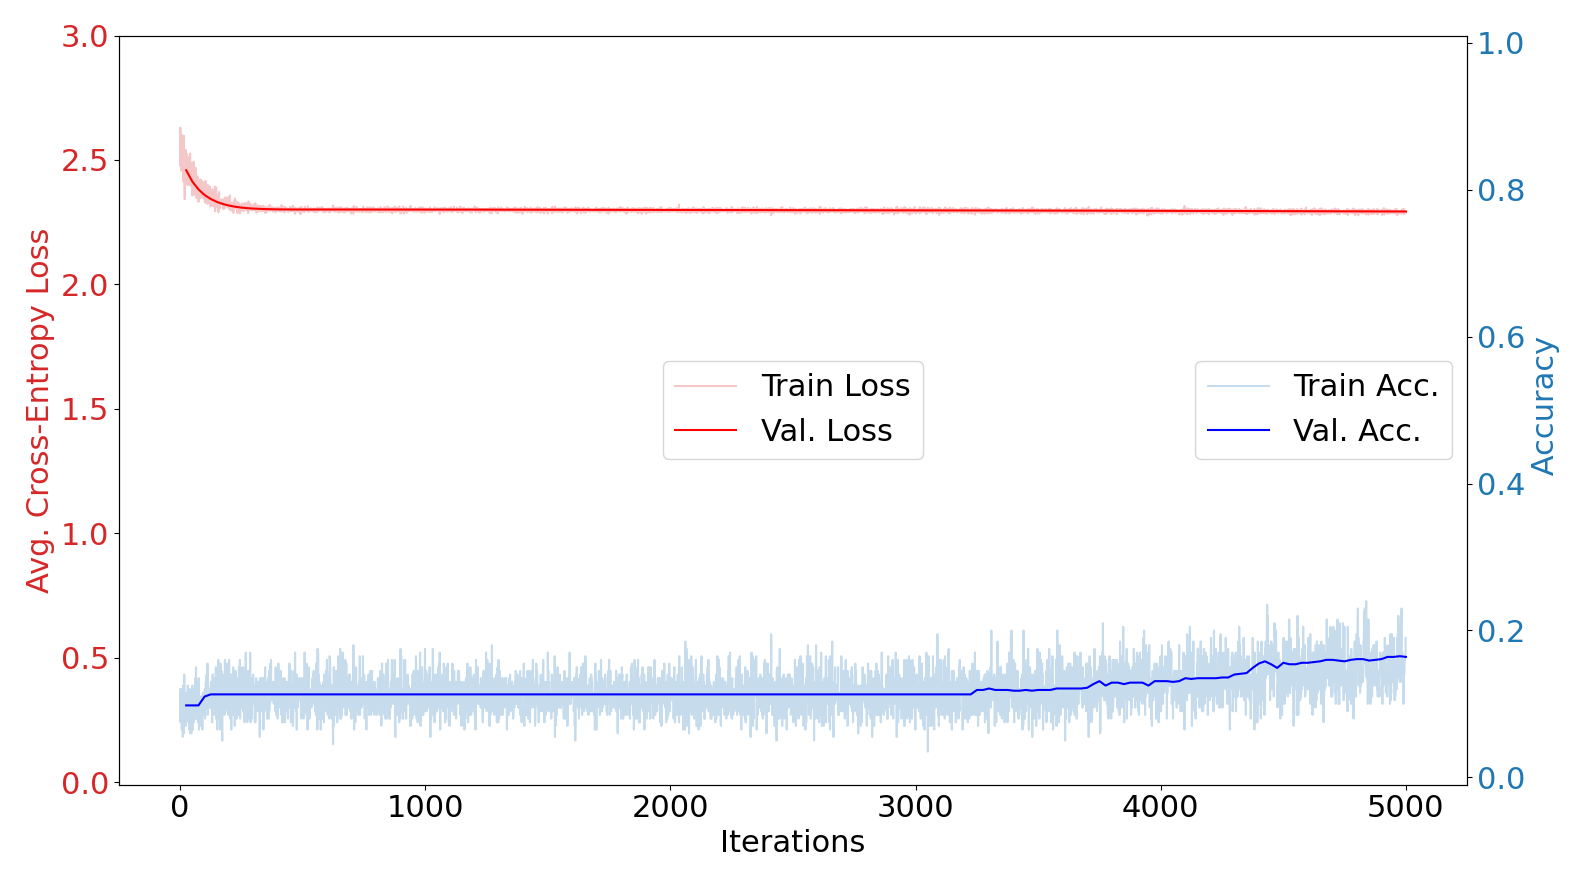 3.0
2.5
2.0
1.5
1.0
0.5
0.0
Avg. Cross-Entropy Loss
1.0
0.8
0.6
0.4
0.2
0.0
Accuracy
Train Loss
Val. Loss
Train Acc.
Val. Acc.
0 1000 2000 3000 4000 5000
Iterations